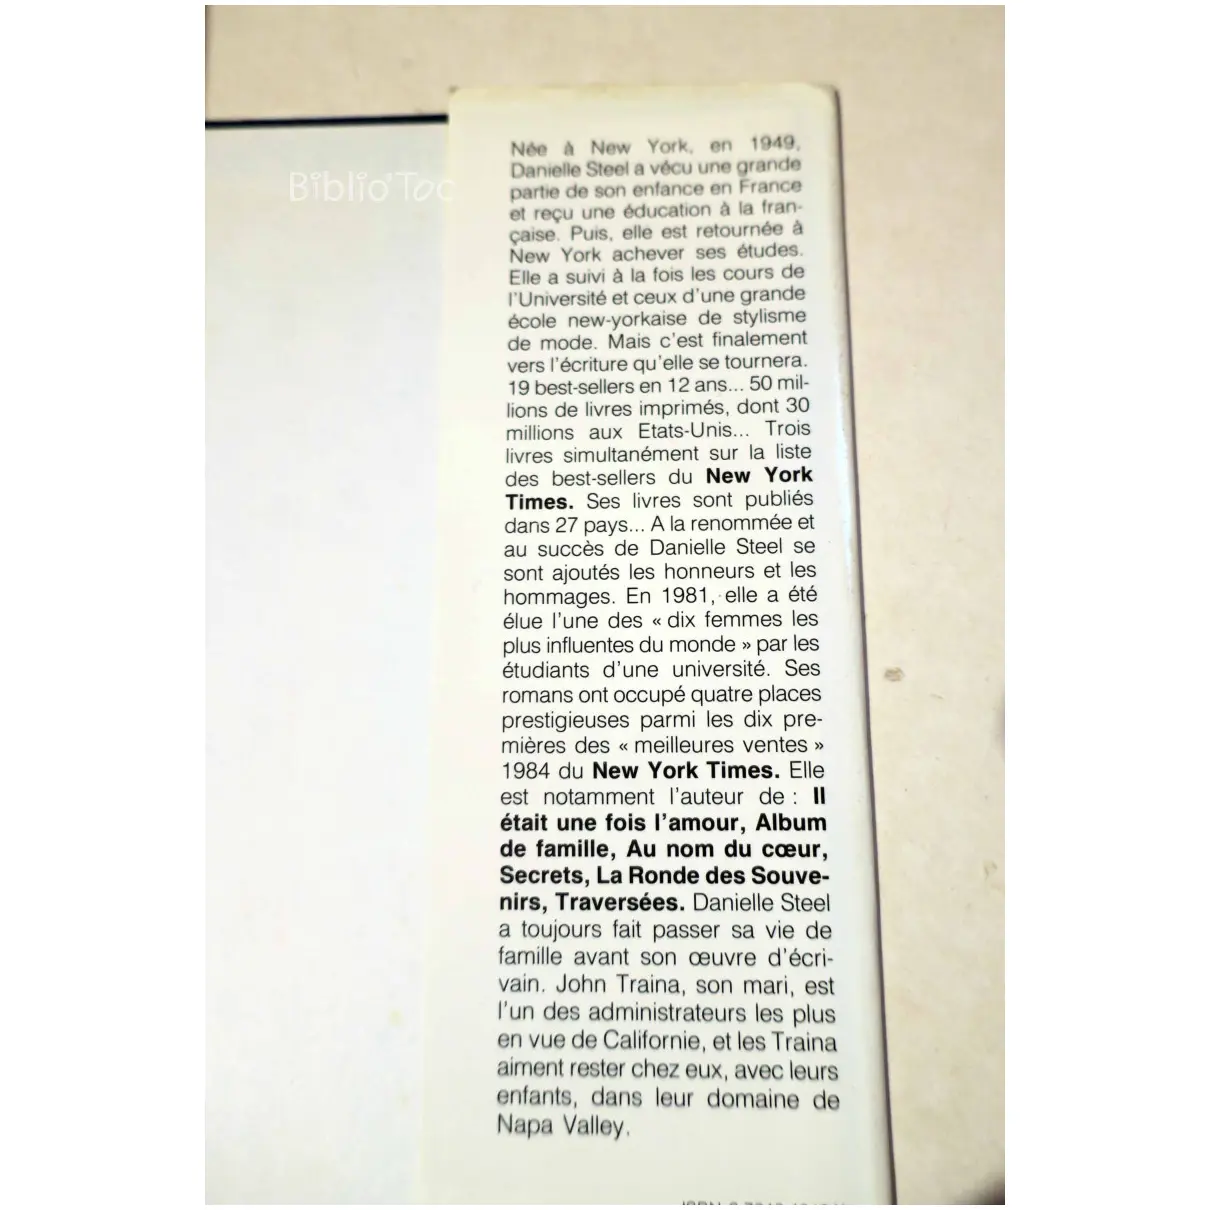 Biblio'Toc
Née à New York, en 1949,
Danielle Steel a vécu une grande
partie de son enfance en France
et reçu une éducation à la fran-
çaise. Puis, elle est retournée à
New York achever ses études.
Elle a suivi à la fois les cours de
l'Université et ceux d'une grande
école new-yorkaise de stylisme
de mode. Mais c'est finalement
vers l'écriture qu'elle se tournera.
19 best-sellers en 12 ans... 50 mil-
lions de livres imprimés, dont 30
millions aux Etats-Unis... Trois
livres simultanément sur la liste
des best-sellers du New York
Times. Ses livres sont publiés
dans 27 pays... A la renommée et
au succès de Danielle Steel se
sont ajoutés les honneurs et les
hommages. En 1981, elle a été
élue l'une des « dix femmes les
plus influentes du monde » par les
étudiants d'une université. Ses
romans ont occupé quatre places
prestigieuses parmi les dix pre-
mières des « meilleures ventes »
1984 du New York Times. Elle
est notamment l'auteur de : Il
était une fois l'amour, Album
de famille, Au nom du cœur,
Secrets, La Ronde des Souve-
nirs, Traversées. Danielle Steel
a toujours fait passer sa vie de
famille avant son œuvre d'écri-
vain. John Traina, son mari, est
l'un des administrateurs les plus
en vue de Californie, et les Traina
aiment rester chez eux, avec leurs
enfants, dans leur domaine de
Napa Valley.